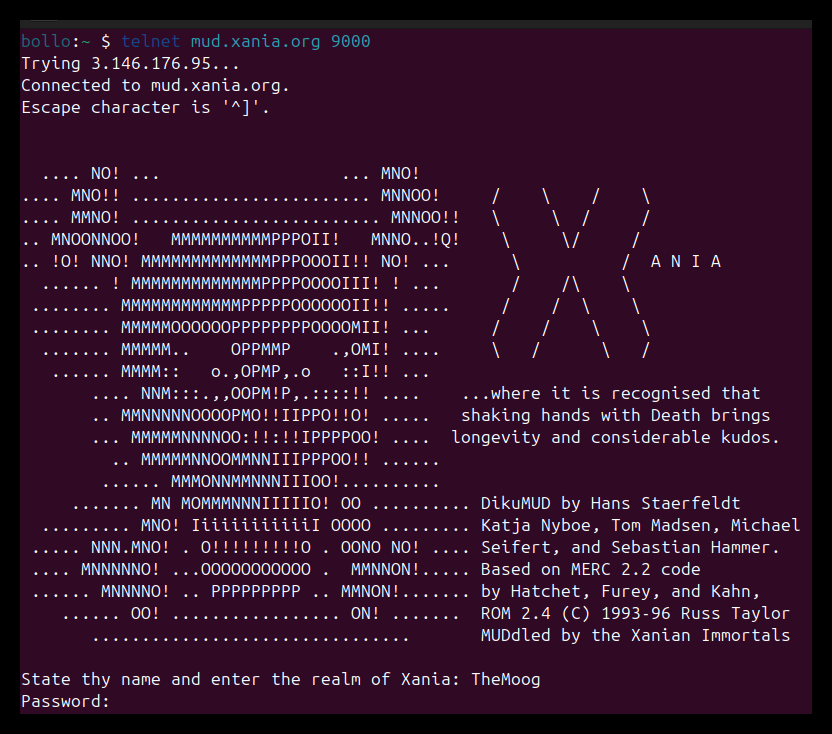 bollo:~ $ telnet mud.xania.org 9000
Trying 3.146.176.95...
Connected to mud.xania.org.
Escape character is '^]'.

  .... NO! ...                  ... MNO!
.... MNO!! ........................ MNNOO!     /    \    /    \
.... MMNO! ......................... MNNOO!!   \     \  /     /
.. MNOONNOO!   MMMMMMMMMMPPPOII!   MNNO..!Q!    \     \/     /
.. !O! NNO! MMMMMMMMMMMMMPPPOOOII!! NO! ...      \          /  A N I A
  ...... ! MMMMMMMMMMMMMPPPPOOOOIII! ! ...       /    /\    \
 ........ MMMMMMMMMMMMPPPPPOOOOOOII!! .....     /    /  \    \
 ........ MMMMMOOOOOOPPPPPPPPOOOOMII! ...      /    /    \    \
  ....... MMMMM..    OPPMMP    .,OMI! ....     \   /      \   /
   ...... MMMM::   o.,OPMP,.o   ::I!! ...
       .... NNM:::.,,OOPM!P,.::::!! ....     ...where it is recognised that
       .. MMNNNNNOOOOPMO!!IIPPO!!O! .....   shaking hands with Death brings
       ... MMMMMNNNNOO:!!:!!IPPPPOO! ....  longevity and considerable kudos.
         .. MMMMMNNOOMMNNIIIPPPOO!! ......
        ...... MMMONNMMNNNIIIOO!..........
     ....... MN MOMMMNNNIIIIIO! OO .......... DikuMUD by Hans Staerfeldt
  ......... MNO! IiiiiiiiiiiiI OOOO ......... Katja Nyboe, Tom Madsen, Michael
 ..... NNN.MNO! . O!!!!!!!!!O . OONO NO! .... Seifert, and Sebastian Hammer.
 .... MNNNNNO! ...OOOOOOOOOOO .  MMNNON!..... Based on MERC 2.2 code
 ...... MNNNNO! .. PPPPPPPPP .. MMNON!....... by Hatchet, Furey, and Kahn,
    ...... OO! ................. ON! .......  ROM 2.4 (C) 1993-96 Russ Taylor
       ................................       MUDdled by the Xanian Immortals

State thy name and enter the realm of Xania: TheMoog
Password: